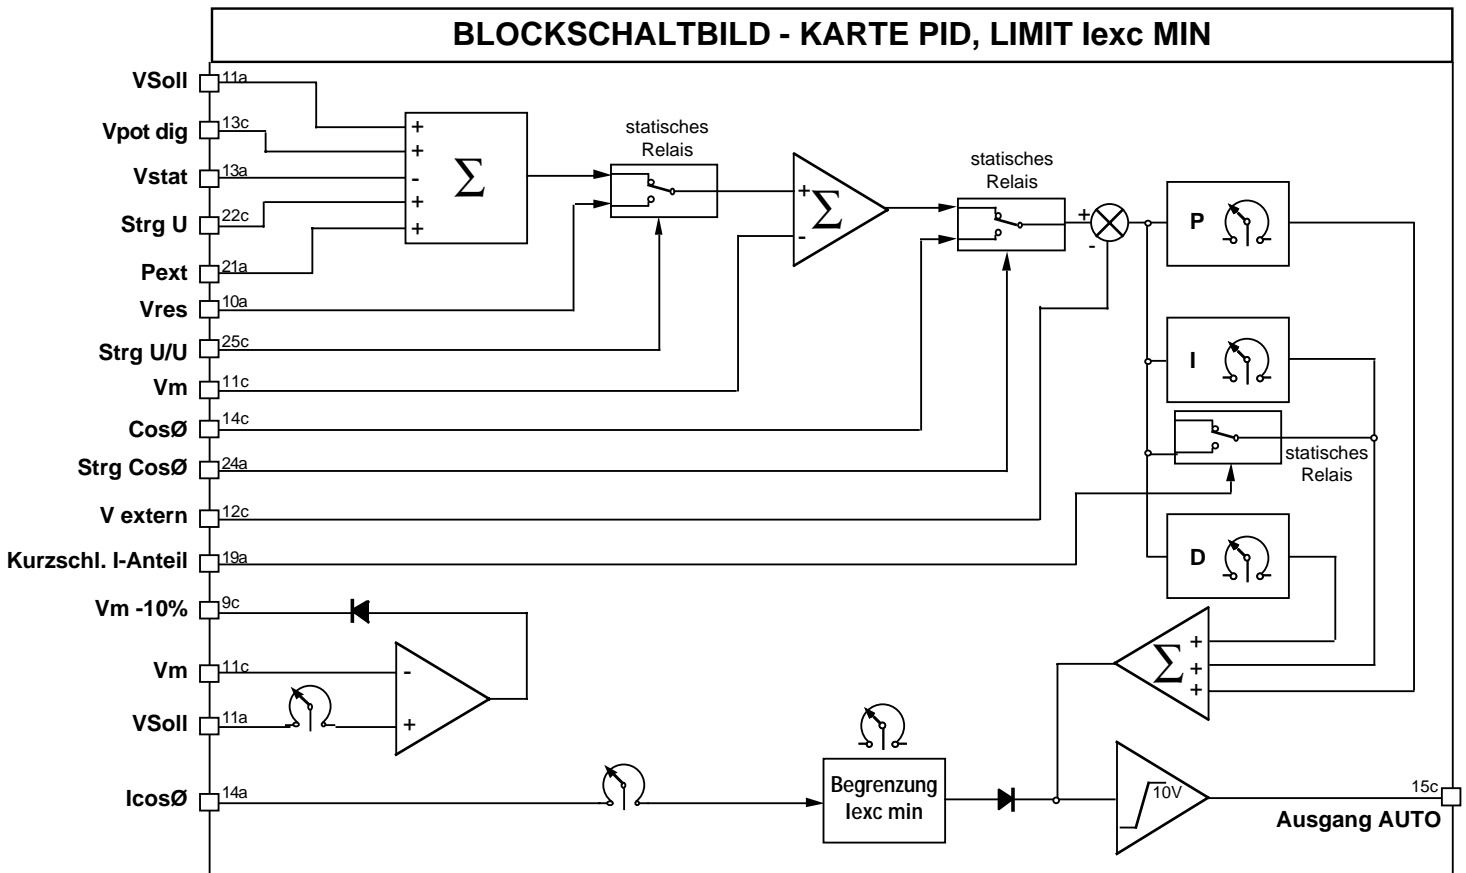 BLOCKSCHALTBILD - KARTE PID, LIMIT Iexc MIN
VSoll 11a
Vpot dig 13c
Vstat 13a
Strg U 22c
Pext 21a
Vres 10a
Strg U/U 25c
Vm 11c
CosØ 14c
Strg CosØ 24a
V extern 12c
Kurzschl. I-Anteil 19a
Vm -10% 9c
Vm 11c
VSoll 11a
IcosØ 14a
+
+
-
+
+
Σ
statisches
Relais
+
-
Σ
statisches
Relais
+
-
P
I
statisches
Relais
D
+
+
+
Σ
-
+
Begrenzung
Iexc min
10V
15c
Ausgang AUTO